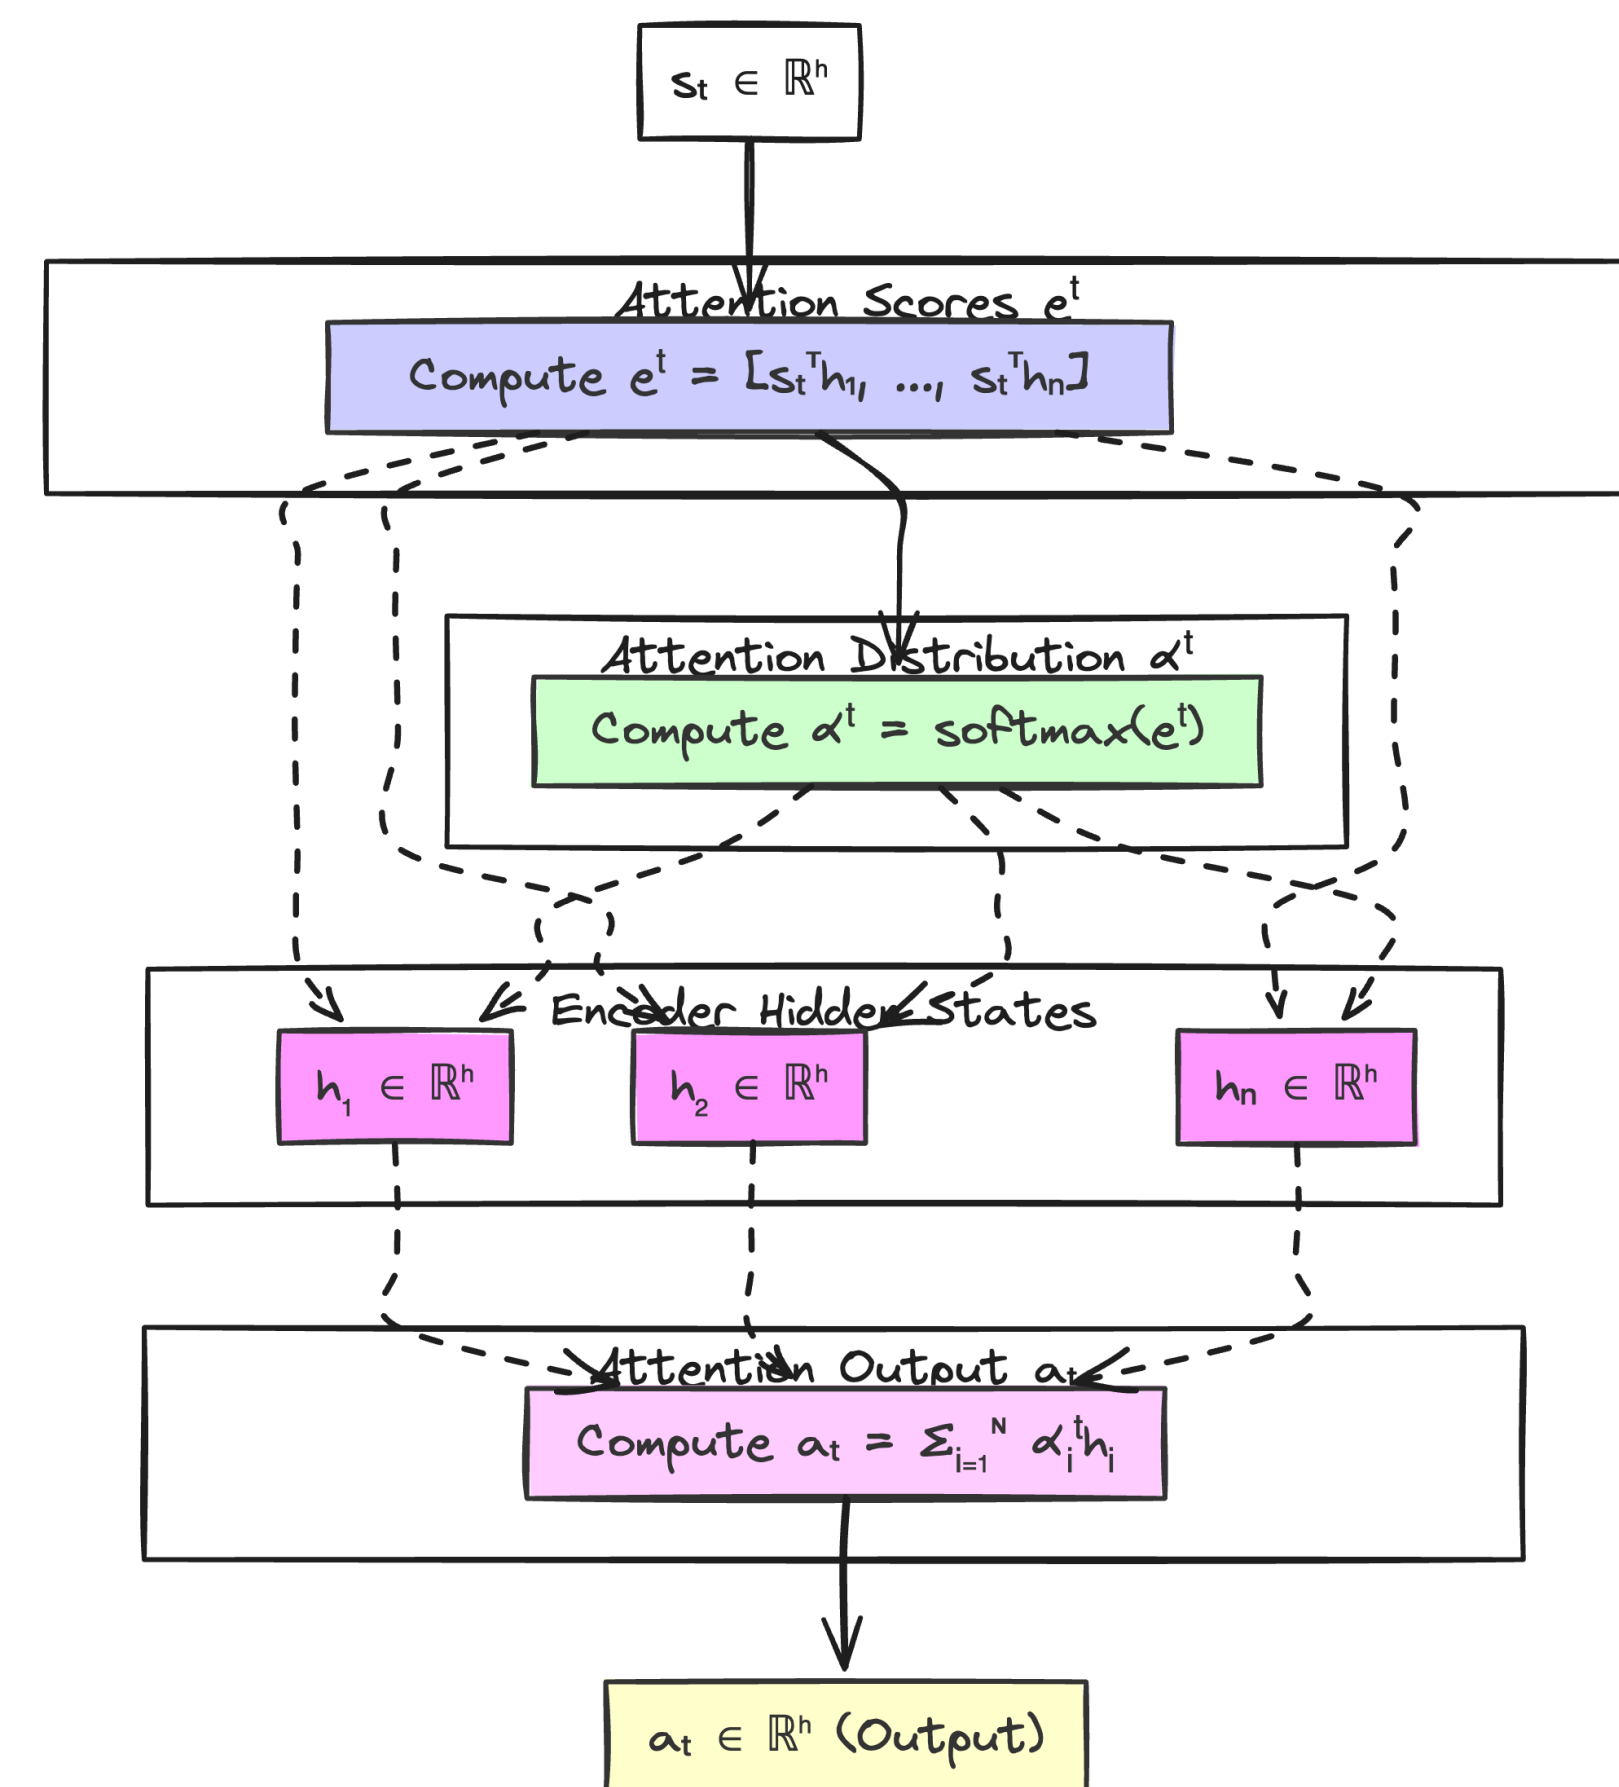 sₜ ∈ ℝʰ
Attention Scores eᵗ
Compute eᵗ = [sₜᵀh₁, ..., sₜᵀhₙ]
Attention Distribution αᵗ
Compute αᵗ = softmax(eᵗ)
Encoder Hidden States
h₁ ∈ ℝʰ
h₂ ∈ ℝʰ
hₙ ∈ ℝʰ
Attention Output aₜ
Compute aₜ = Σᵢ₌₁ᴺ αᵢᵗhᵢ
aₜ ∈ ℝʰ (Output)